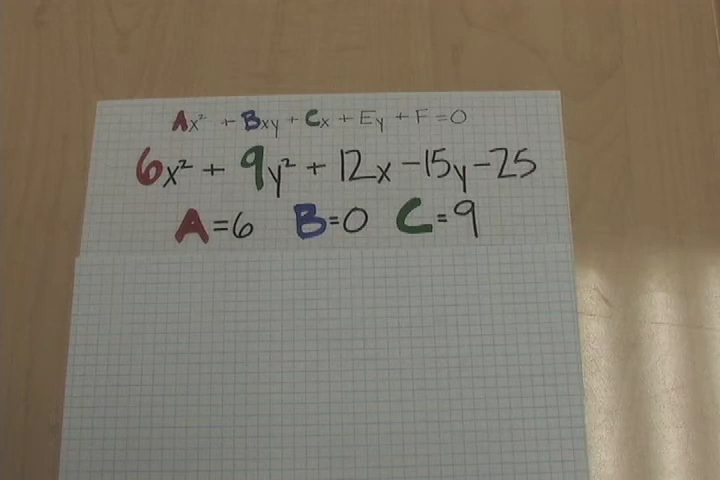 Ax² + Bxy + Cx + Ey + F = 0
6x² + 9y² + 12x - 15y - 25
A = 6 B = 0 C = 9